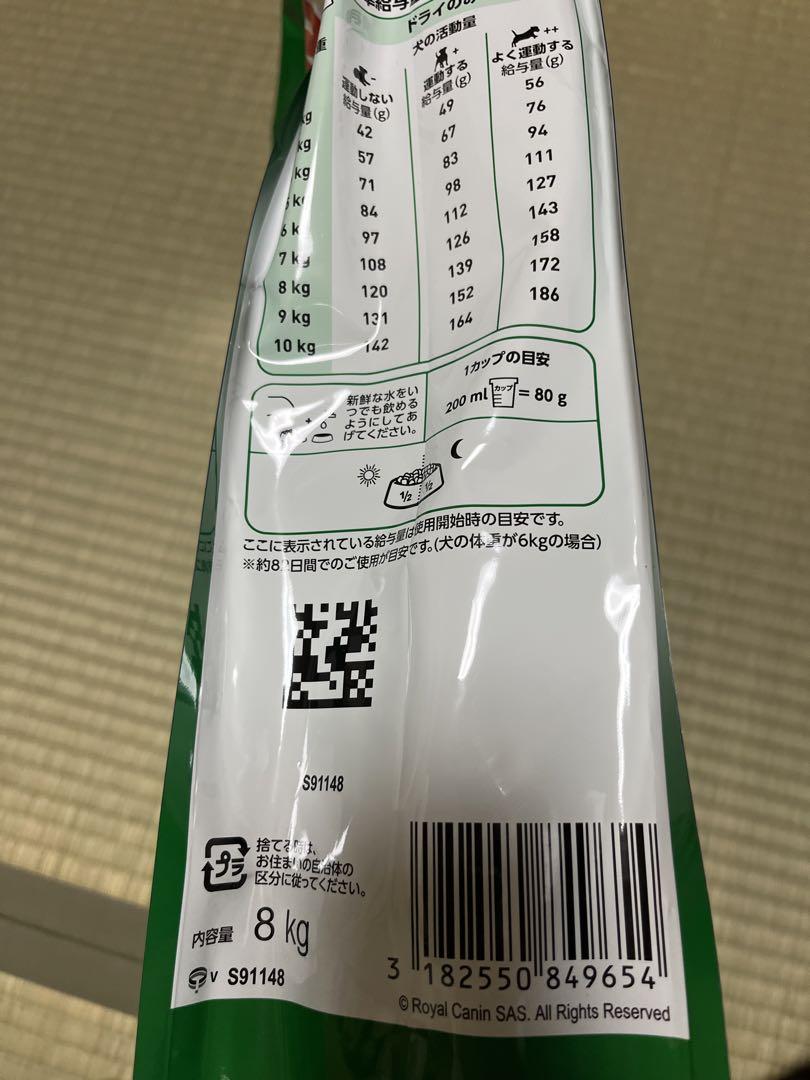 ドライのみ
犬の活動量
運動しない
給与量(g)
+
運動する
給与量(g)
++
よく運動する
給与量(g)
kg 42 49 56
kg 57 67 76
kg 71 83 94
kg 84 98 111
6 kg 97 112 127
7 kg 108 126 143
8 kg 120 139 158
9 kg 131 152 172
10 kg 142 164 186
新鮮な水をい
つでも飲める
ようにしてあ
げてください。
1カップの目安
200 ml カップ = 80 g
1/2 1/2
ここに表示されている給与量は使用開始時の目安です。
※約82日間でのご使用が目安です。(犬の体重が6kgの場合)
S91148
プラ
捨てる時は、
お住まいの自治体の
区分に従ってください。
内容量 8 kg
V S91148
3 182550 849654
© Royal Canin SAS. All Rights Reserved